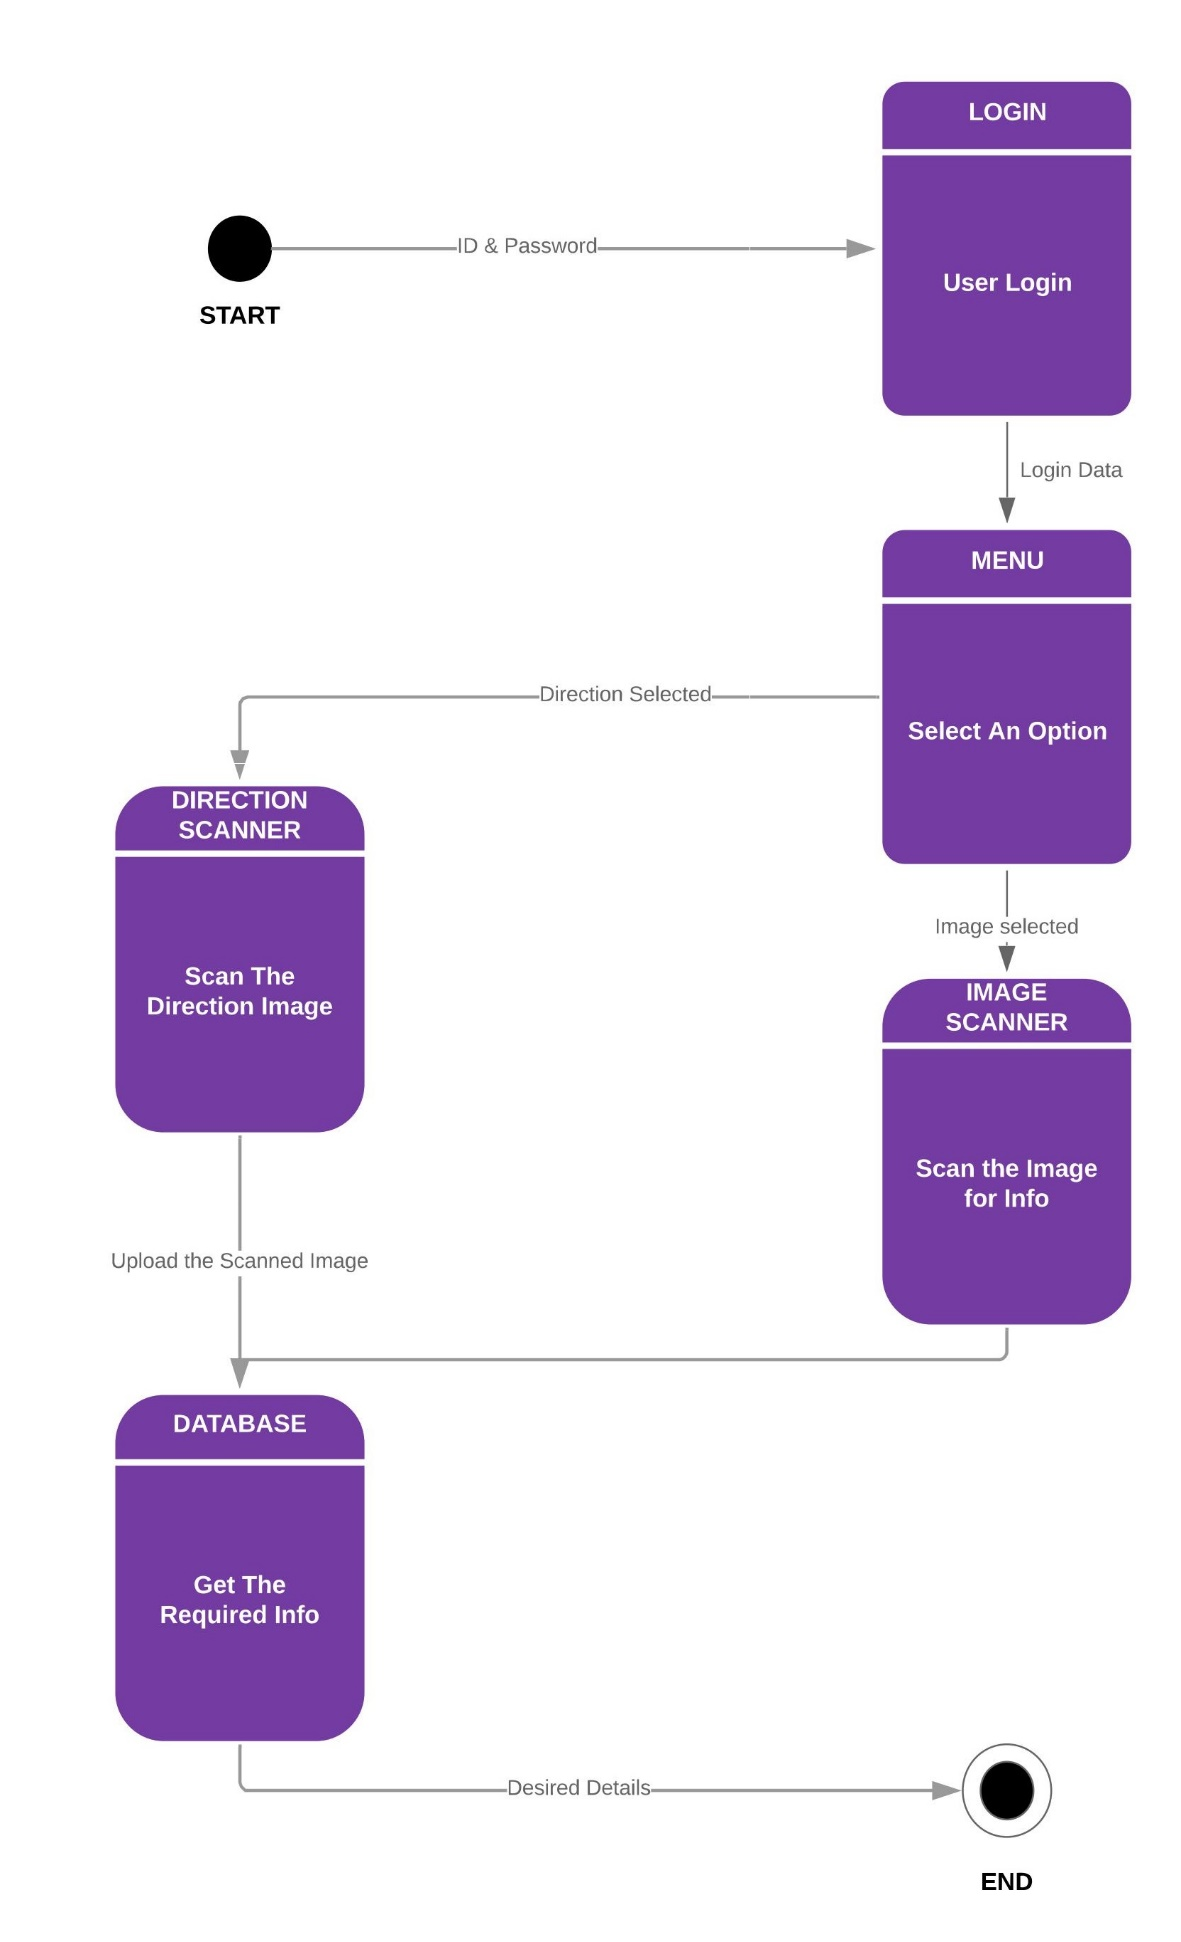 LOGIN
ID & Password
User Login
START
Login Data
MENU
Direction Selected
Select An Option
DIRECTION
SCANNER
Image selected
Scan The
Direction Image
IMAGE
SCANNER
Scan the Image
for Info
Upload the Scanned Image
DATABASE
Get The
Required Info
Desired Details
END